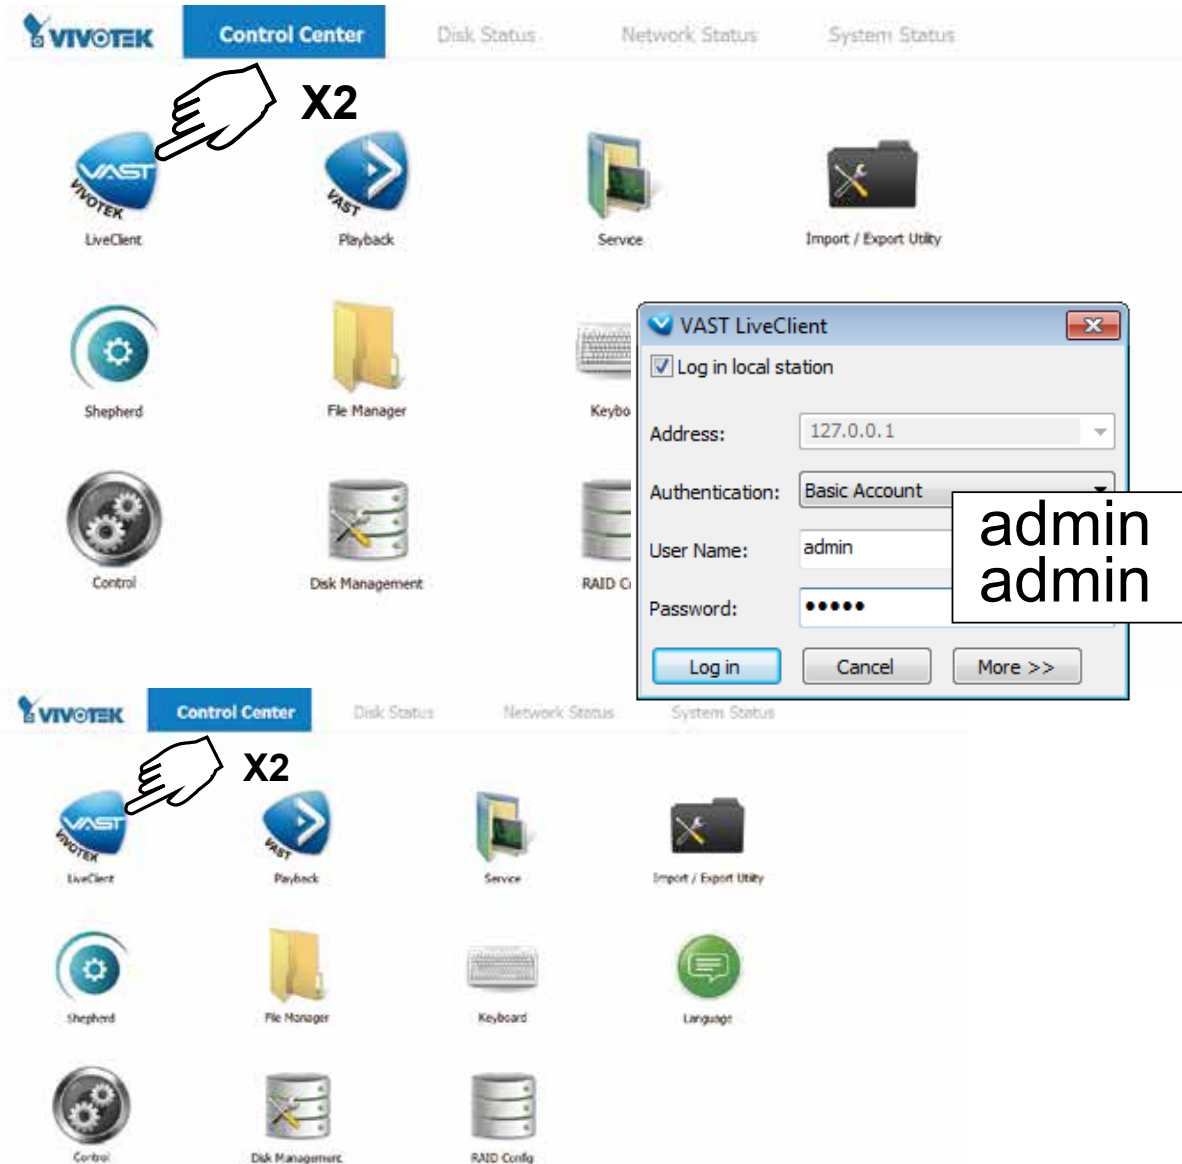 VIVOTEK Control Center Disk Status Network Status System Status
X2
VAST VIVOTEK VAST
LiveClient Playback Service Import / Export Utility
VAST LiveClient
Log in local station
Shepherd File Manager Keybo
Address: 127.0.0.1
Authentication: Basic Account
admin
User Name: admin
admin
Control Disk Management RAID C
Password: •••••
Log in Cancel More >>
VIVOTEK Control Center Disk Status Network Status System Status
X2
VAST VIVOTEK VAST
LiveClient Playback Service Import / Export Utility
Shepherd File Manager Keyboard Language
Control Disk Management RAID Config